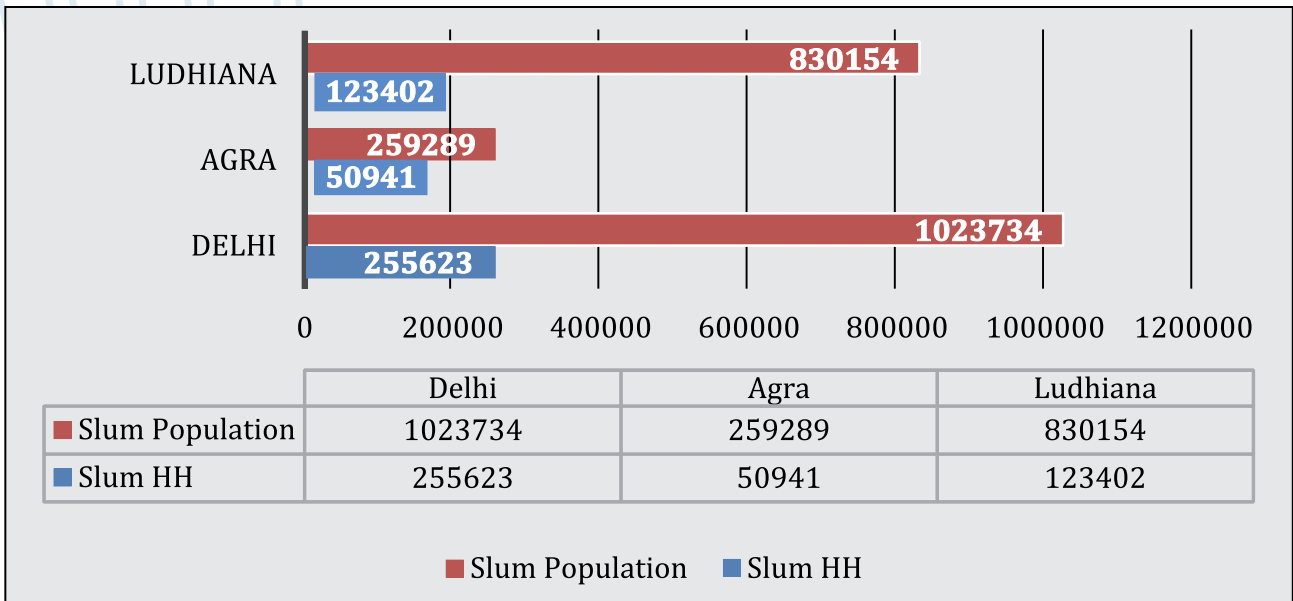 830154
LUDHIANA
123402
259289
AGRA
50941
1023734
DELHI
255623
0 200000 400000 600000 800000 1000000 1200000
Delhi Agra Ludhiana
Slum Population 1023734 259289 830154
Slum HH 255623 50941 123402
Slum Population Slum HH